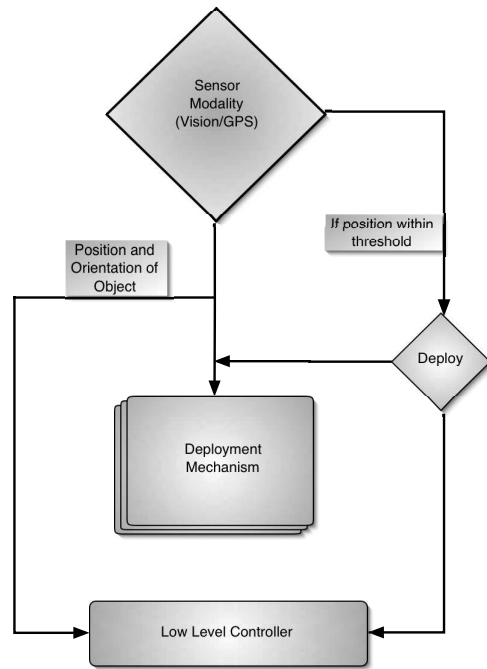 Sensor
Modality
(Vision/GPS)
If position within
threshold
Position and
Orientation of
Object
Deploy
Deployment
Mechanism
Low Level Controller